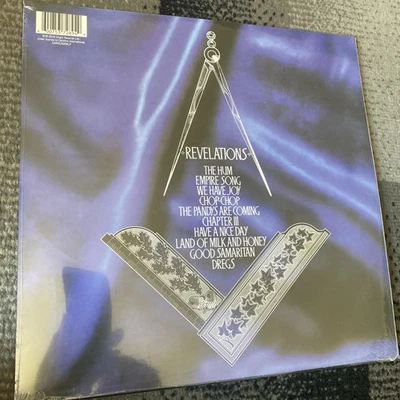 REVELATIONS
THE HUM
EMPIRE SONG
WE HAVE JOY
CHOP-CHOP
THE PANDYS ARE COMING
CHAPTER III
HAVE A NICE DAY
LAND OF MILK AND HONEY
GOOD SAMARITAN
DREGS